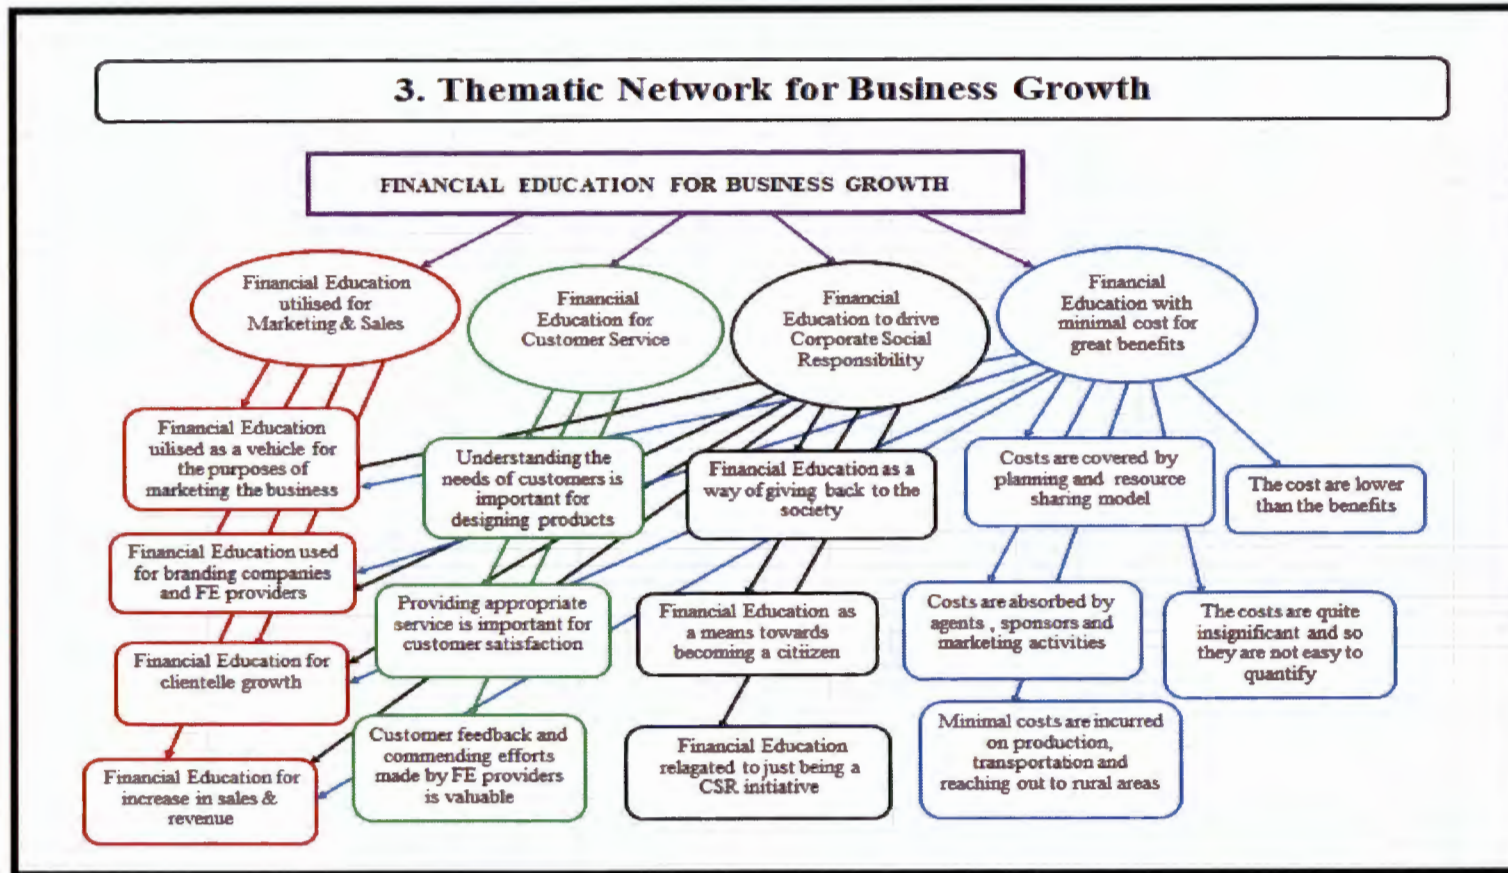 3. Thematic Network for Business Growth
FINANCIAL EDUCATION FOR BUSINESS GROWTH
Financial Education
utilised for
Marketing & Sales
Financiial
Education for
Customer Service
Financial
Education to drive
Corporate Social
Responsibility
Financial
Education with
minimal cost for
great benefits
Financial Education
uilised as a vehicle for
the purposes of
marketing the business
Understanding the
needs of customers is
important for
designing products
Financial Education as a
way of giving back to the
society
Costs are covered by
planning and resource
sharing model
The cost are lower
than the benefits
Financial Education used
for branding companies
and FE providers
Providing appropriate
service is important for
customer satisfaction
Financial Education as
a means towards
becoming a citiizen
Costs are absorbed by
agents , sponsors and
marketing activities
The costs are quite
insignificant and so
they are not easy to
quantify
Financial Education for
clientelle growth
Customer feedback and
commending efforts
made by FE providers
is valuable
Financial Education
relagated to just being a
CSR initiative
Minimal costs are incurred
on production,
transportation and
reaching out to rural areas
Financial Education for
increase in sales &
revenue